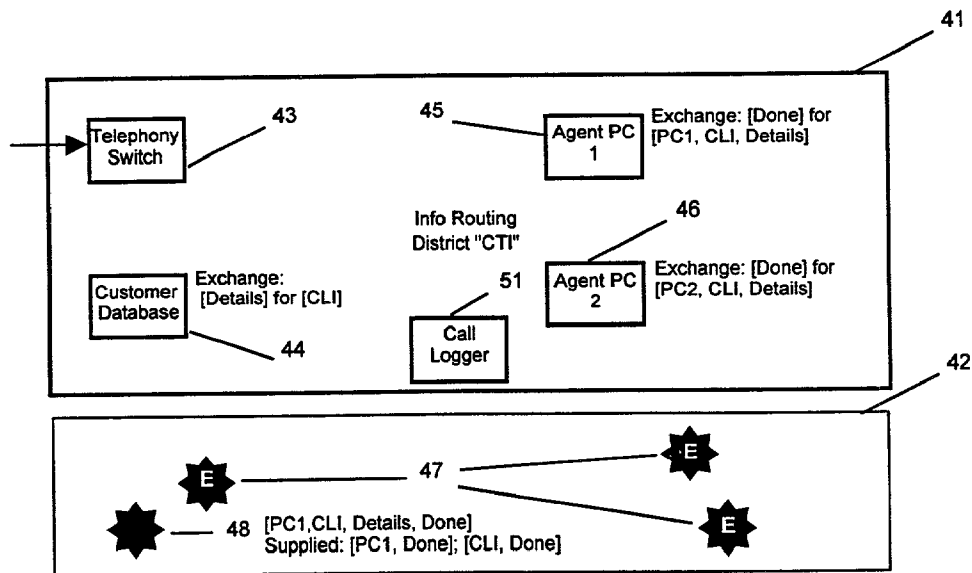 41
Telephony
Switch
43
45
Agent PC
1
Exchange: [Done] for
[PC1, CLI, Details]
Info Routing
District "CTI"
46
Customer
Database
Exchange:
[Details] for [CLI]
44
51
Call
Logger
Agent PC
2
Exchange: [Done] for
[PC2, CLI, Details]
42
E
47
E
E
48
[PC1,CLI, Details, Done]
Supplied: [PC1, Done]; [CLI, Done]